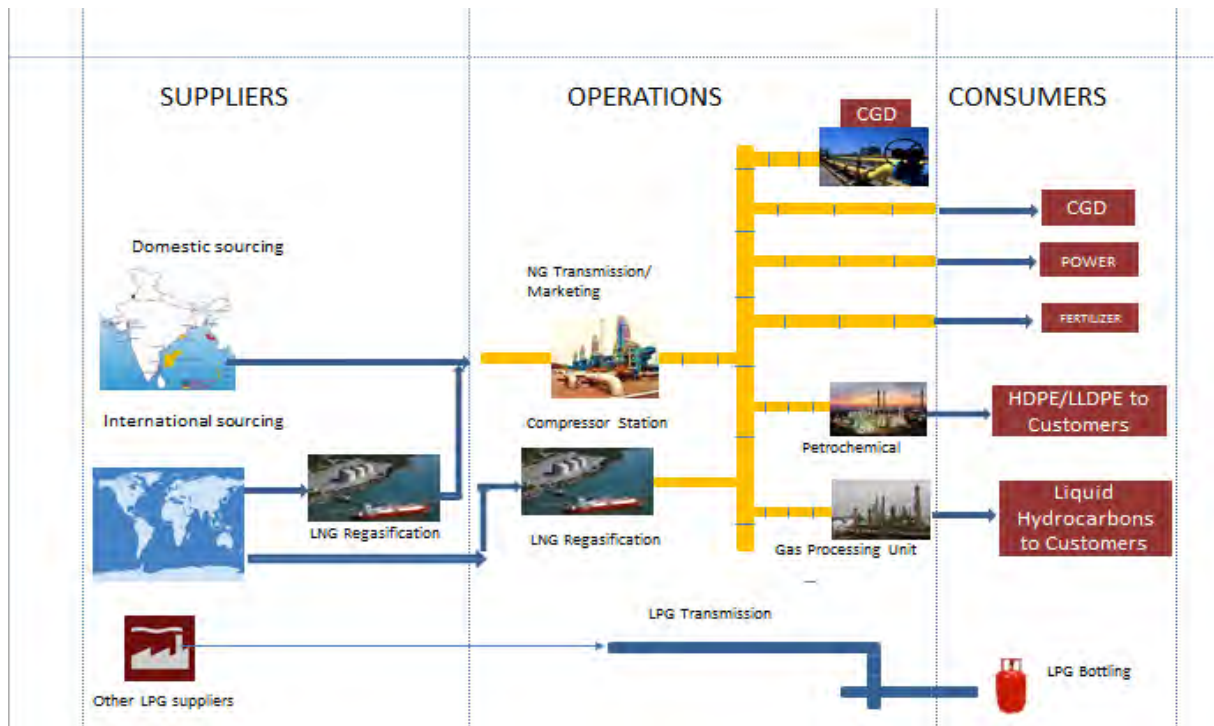 SUPPLIERS
OPERATIONS
CONSUMERS
CGD
CGD
Domestic sourcing
NG Transmission/
Marketing
POWER
FERTILIZER
International sourcing
Compressor Station
HDPE/LLDPE to
Customers
Petrochemical
LNG Regasification
LNG Regasification
Gas Processing Unit
Liquid
Hydrocarbons
to Customers
LPG Transmission
LPG Bottling
Other LPG suppliers